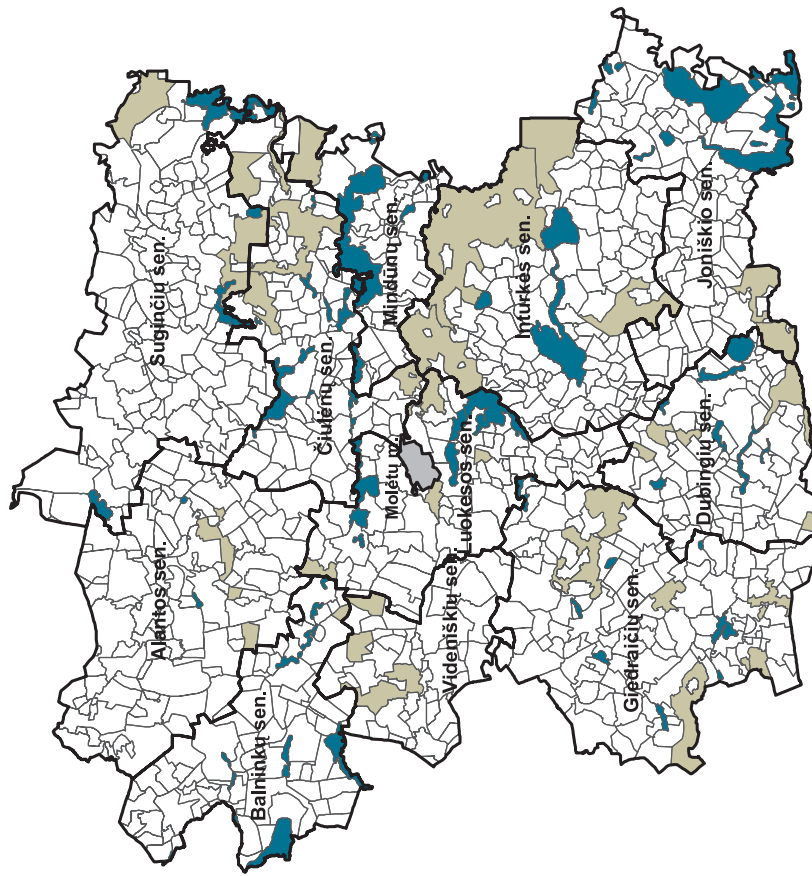 Suginčių sen.
Alantos sen.
Čiulėnų sen.
Balninkų sen.
Mindūnų sen.
Molėtų m.
Luokesos sen.
Videniškių sen.
Inturkės sen.
Giedraičių sen.
Dubingių sen.
Joniškio sen.